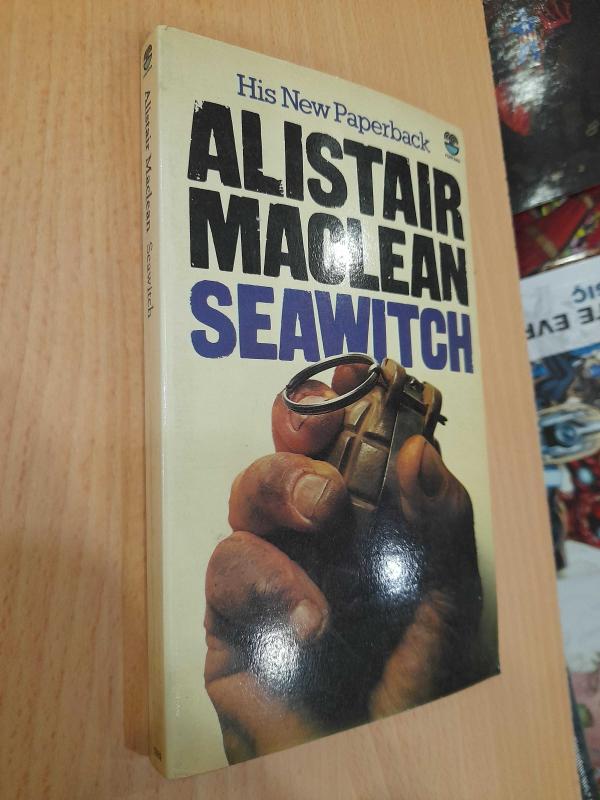 His New Paperback
ALISTAIR
MACLEAN
SEAWITCH
Alistair Maclean Seawitch